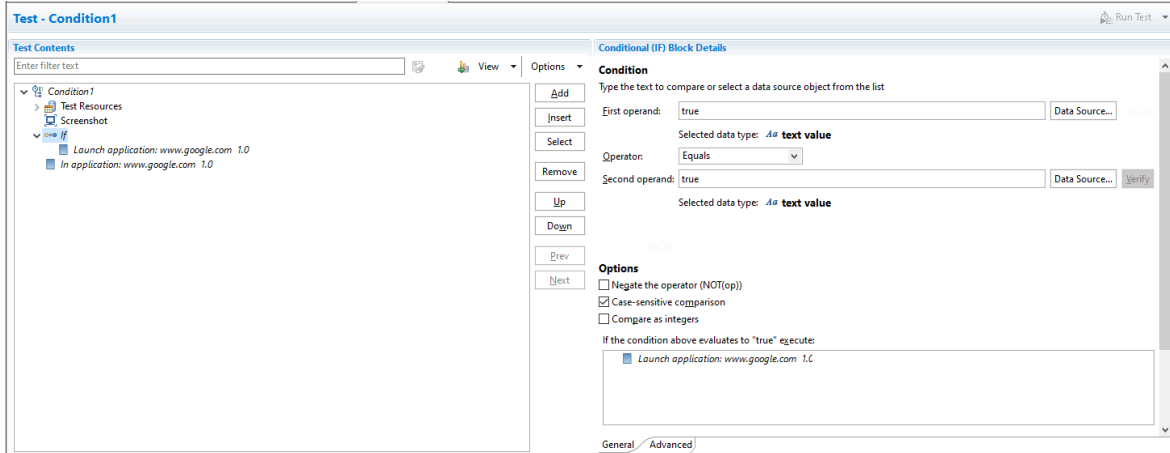 Test - Condition1
Run Test
Test Contents
Enter filter text
View
Options
Condition1
Test Resources
Screenshot
If
Launch application: www.google.com 1.0
In application: www.google.com 1.0
Add
Insert
Select
Remove
Up
Down
Prev
Next
Conditional (IF) Block Details
Condition
Type the text to compare or select a data source object from the list
First operand: true Data Source...
Selected data type: Aa text value
Operator: Equals
Second operand: true Data Source... Verify
Selected data type: Aa text value
Options
Negate the operator (NOT(op))
Case-sensitive comparison
Compare as integers
If the condition above evaluates to "true" execute:
Launch application: www.google.com 1.0
General Advanced